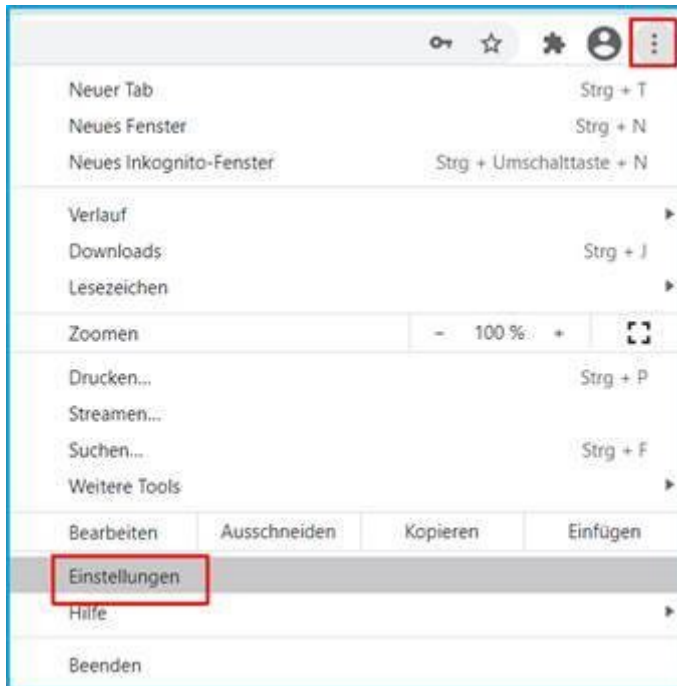 Neuer Tab Strg + T
Neues Fenster Strg + N
Neues Inkognito-Fenster Strg + Umschalttaste + N
Verlauf
Downloads Strg + J
Lesezeichen
Zoomen - 100 % +
Drucken... Strg + P
Streamen...
Suchen... Strg + F
Weitere Tools
Bearbeiten Ausschneiden Kopieren Einfügen
Einstellungen
Hilfe
Beenden